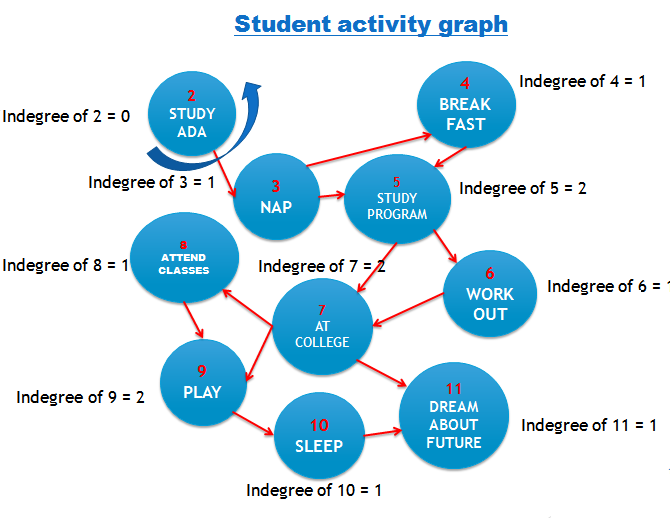 Student activity graph
4
BREAK
FAST
Indegree of 4 = 1
2
STUDY
ADA
Indegree of 2 = 0
Indegree of 3 = 1
3
NAP
5
STUDY
PROGRAM
Indegree of 5 = 2
8
ATTEND
CLASSES
Indegree of 8 = 1
Indegree of 7 = 2
6
WORK
OUT
Indegree of 6 =
7
AT
COLLEGE
9
PLAY
Indegree of 9 = 2
11
DREAM
ABOUT
FUTURE
Indegree of 11 = 1
10
SLEEP
Indegree of 10 = 1